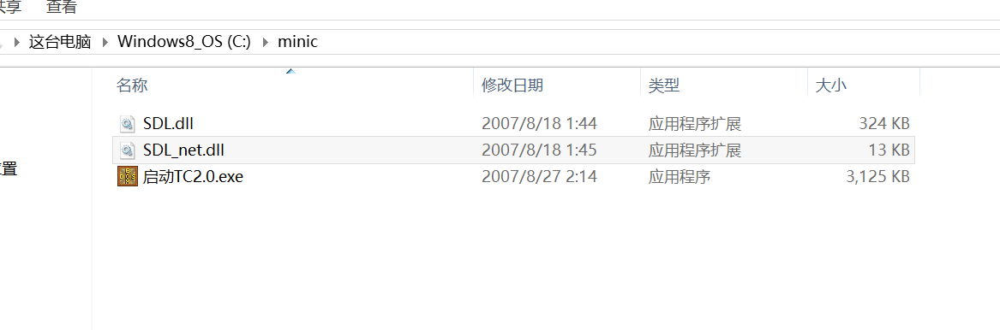 共享 查看
这台电脑 Windows8_OS (C:) minic
名称 修改日期 类型 大小
SDL.dll 2007/8/18 1:44 应用程序扩展 324 KB
SDL_net.dll 2007/8/18 1:45 应用程序扩展 13 KB
位置
启动TC2.0.exe 2007/8/27 2:14 应用程序 3,125 KB